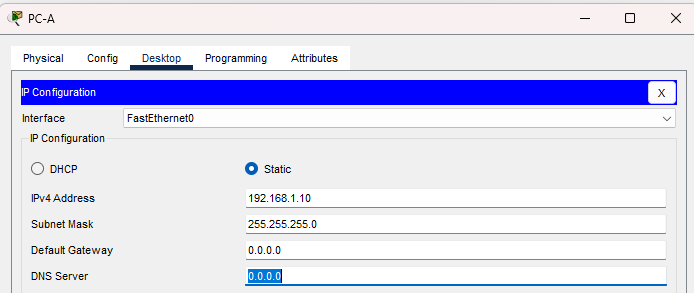 PC-A
Physical Config Desktop Programming Attributes
IP Configuration X
Interface FastEthernet0
IP Configuration
DHCP Static
IPv4 Address 192.168.1.10
Subnet Mask 255.255.255.0
Default Gateway 0.0.0.0
DNS Server 0.0.0.0